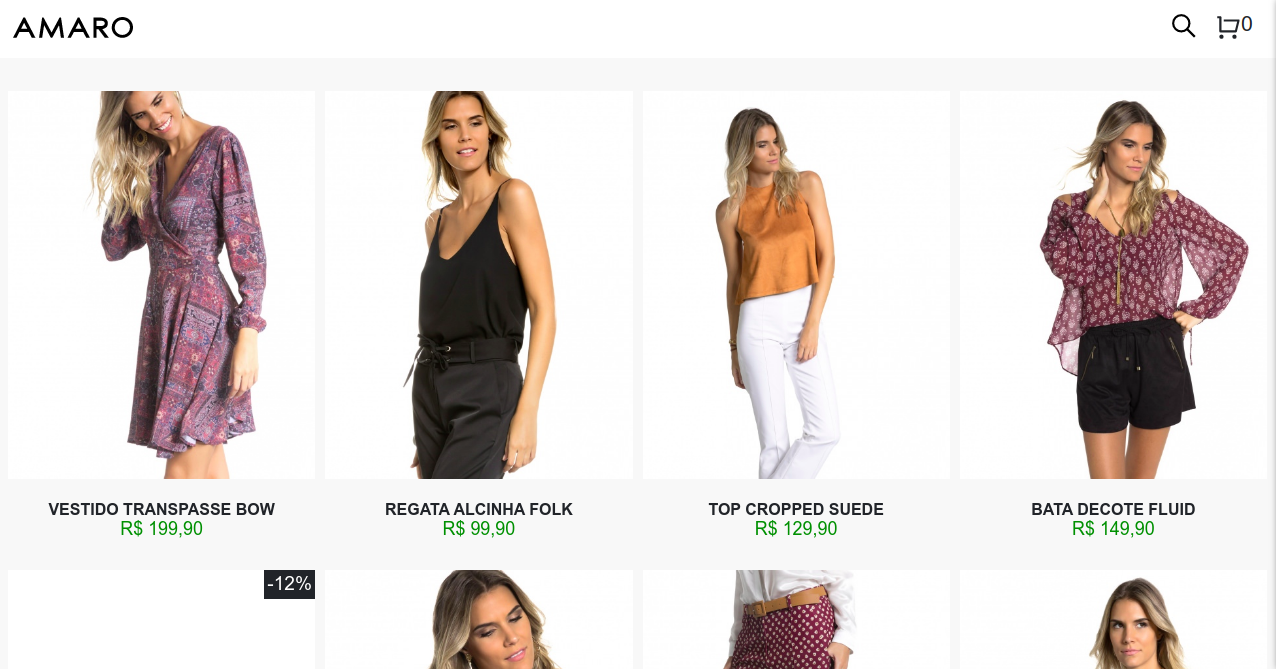 AMARO
0
VESTIDO TRANSPASSE BOW
R$ 199,90
REGATA ALCINHA FOLK
R$ 99,90
TOP CROPPED SUEDE
R$ 129,90
BATA DECOTE FLUID
R$ 149,90
-12%